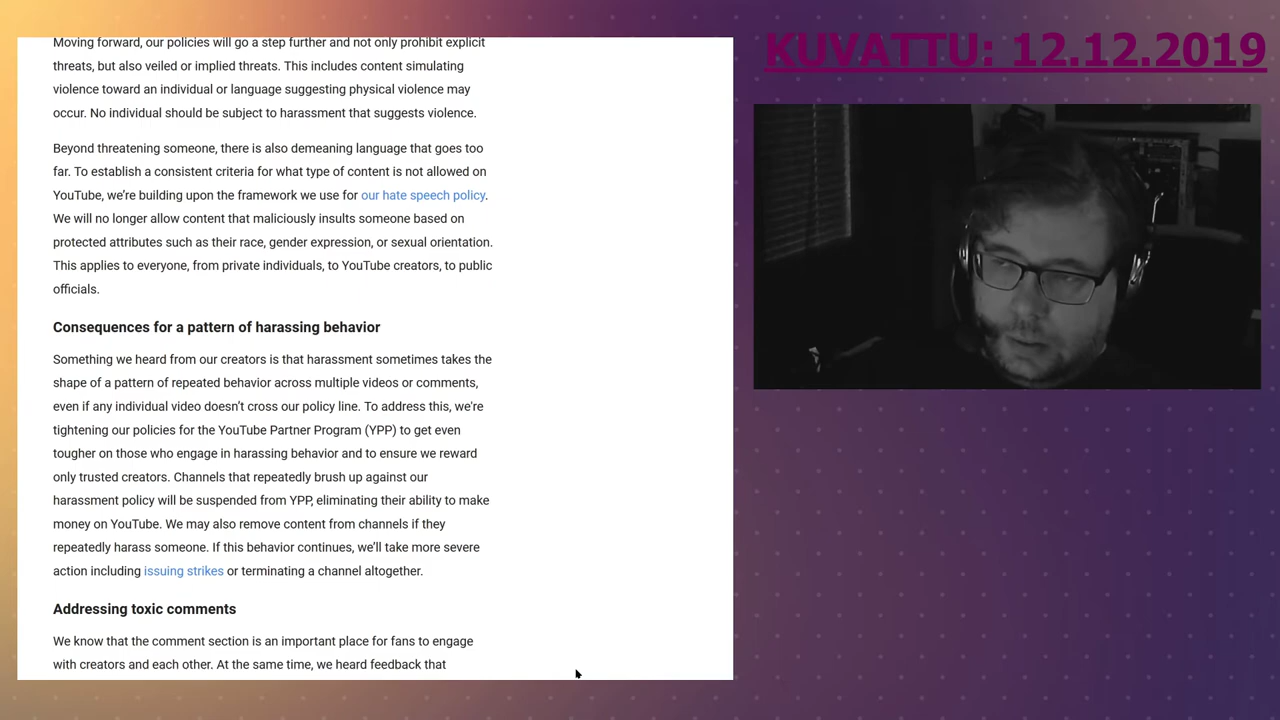 Moving forward, our policies will go a step further and not only prohibit explicit
threats, but also veiled or implied threats. This includes content simulating
violence toward an individual or language suggesting physical violence may
occur. No individual should be subject to harassment that suggests violence.
Beyond threatening someone, there is also demeaning language that goes too
far. To establish a consistent criteria for what type of content is not allowed on
YouTube, we’re building upon the framework we use for our hate speech policy.
We will no longer allow content that maliciously insults someone based on
protected attributes such as their race, gender expression, or sexual orientation.
This applies to everyone, from private individuals, to YouTube creators, to public
officials.
Consequences for a pattern of harassing behavior
Something we heard from our creators is that harassment sometimes takes the
shape of a pattern of repeated behavior across multiple videos or comments,
even if any individual video doesn’t cross our policy line. To address this, we're
tightening our policies for the YouTube Partner Program (YPP) to get even
tougher on those who engage in harassing behavior and to ensure we reward
only trusted creators. Channels that repeatedly brush up against our
harassment policy will be suspended from YPP, eliminating their ability to make
money on YouTube. We may also remove content from channels if they
repeatedly harass someone. If this behavior continues, we’ll take more severe
action including issuing strikes or terminating a channel altogether.
Addressing toxic comments
We know that the comment section is an important place for fans to engage
with creators and each other. At the same time, we heard feedback that
KUVATTU: 12.12.2019